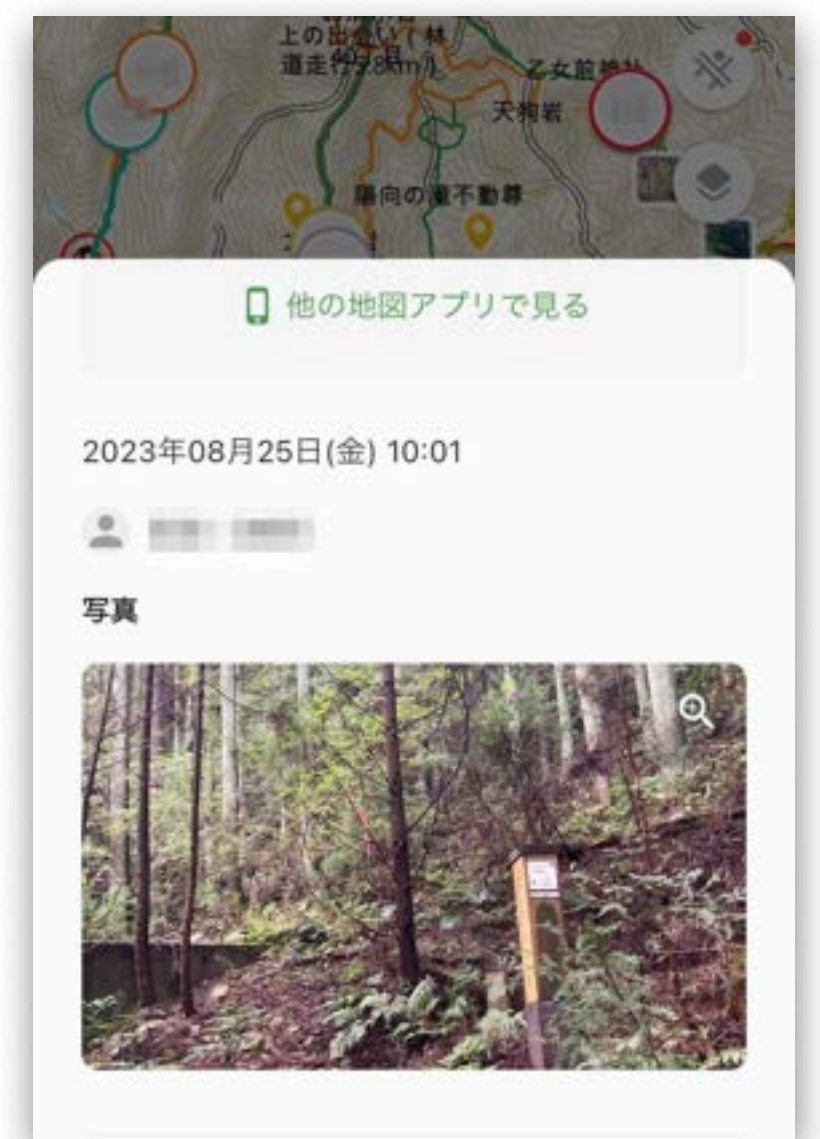 上の出会い(林
道走行5.8km)
乙女前神社
天狗岩
陽向の滝不動尊
他の地図アプリで見る
2023年08月25日(金) 10:01
写真